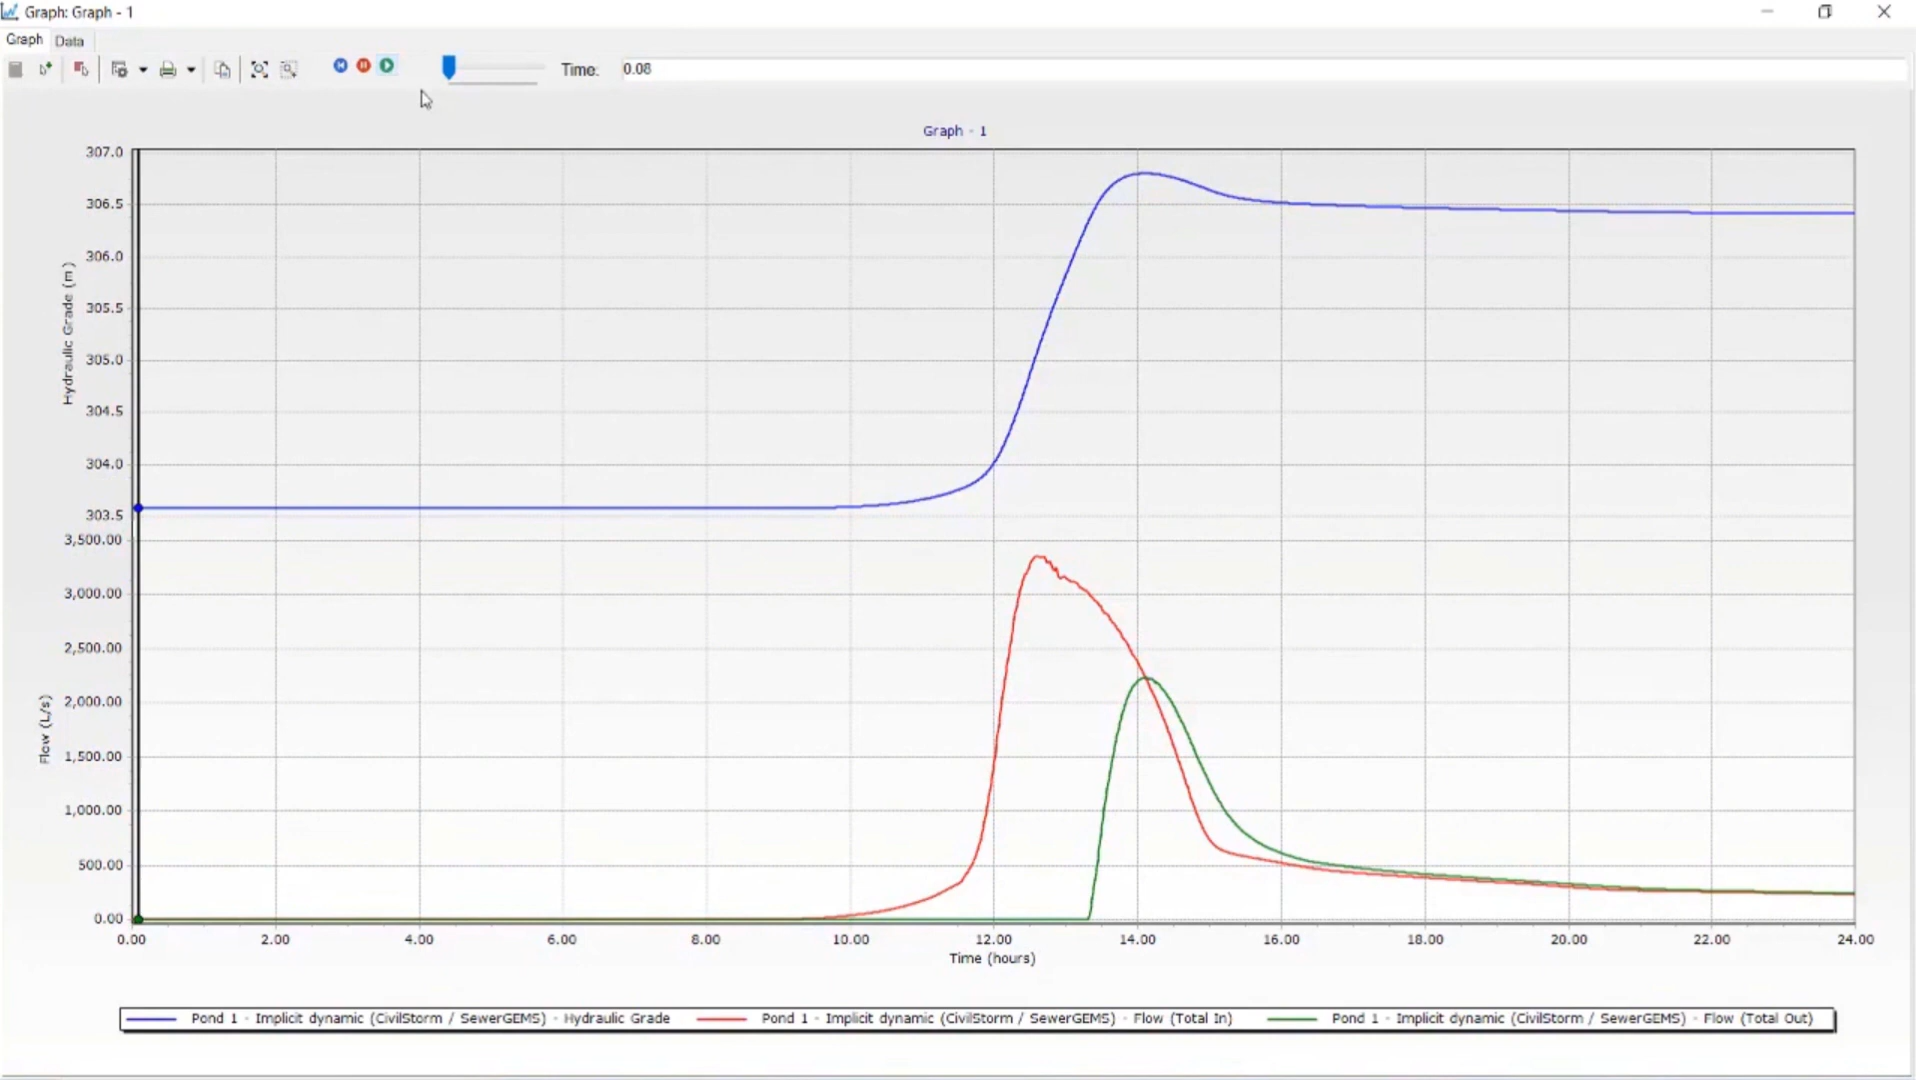 Graph: Graph - 1
Graph Data
Time: 0.08
Graph - 1
307.0
306.5
306.0
305.5
305.0
304.5
304.0
303.5
Hydraulic Grade (m)
3,500.00
3,000.00
2,500.00
2,000.00
1,500.00
1,000.00
500.00
0.00
Flow (L/s)
0.00 2.00 4.00 6.00 8.00 10.00 12.00 14.00 16.00 18.00 20.00 22.00 24.00
Time (hours)
Pond 1 - Implicit dynamic (CivilStorm / SewerGEMS) - Hydraulic Grade Pond 1 - Implicit dynamic (CivilStorm / SewerGEMS) - Flow (Total In) Pond 1 - Implicit dynamic (CivilStorm / SewerGEMS) - Flow (Total Out)